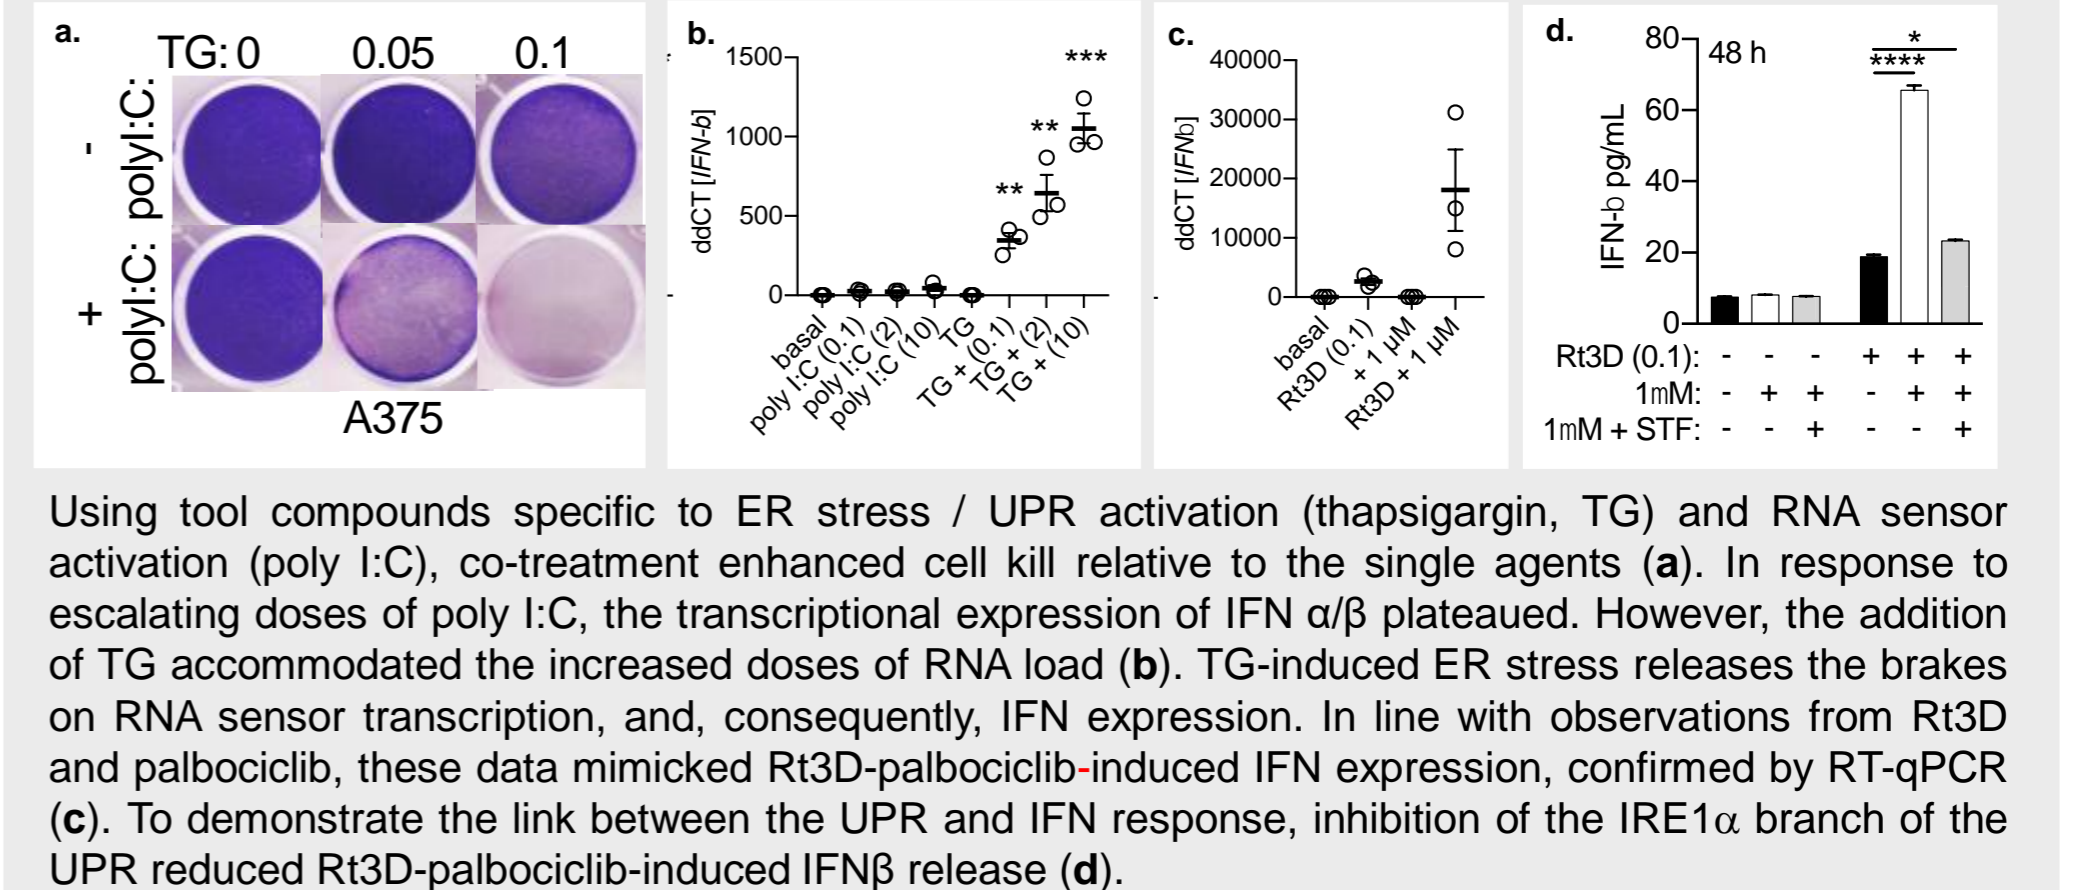 a.
TG: 0 0.05 0.1
- polyI:C:
+ polyI:C:
A375
b.
ddCT [IFN-b]
1500
1000
500
0
**
**
***
basal
poly I:C (0.1)
poly I:C (2)
poly I:C (10)
TG
TG + (0.1)
TG + (2)
TG + (10)
c.
ddCT [IFNb]
40000
30000
20000
10000
0
basal
Rt3D (0.1)
+ 1 µM
Rt3D + 1 µM
d.
IFN-b pg/mL
80
60
40
20
0
48 h
*
****
Rt3D (0.1): - - - + + +
1mM: - + + - + +
1mM + STF: - - + - - +
Using tool compounds specific to ER stress / UPR activation (thapsigargin, TG) and RNA sensor
activation (poly I:C), co-treatment enhanced cell kill relative to the single agents (a). In response to
escalating doses of poly I:C, the transcriptional expression of IFN α/β plateaued. However, the addition
of TG accommodated the increased doses of RNA load (b). TG-induced ER stress releases the brakes
on RNA sensor transcription, and, consequently, IFN expression. In line with observations from Rt3D
and palbociclib, these data mimicked Rt3D-palbociclib-induced IFN expression, confirmed by RT-qPCR
(c). To demonstrate the link between the UPR and IFN response, inhibition of the IRE1α branch of the
UPR reduced Rt3D-palbociclib-induced IFNβ release (d).